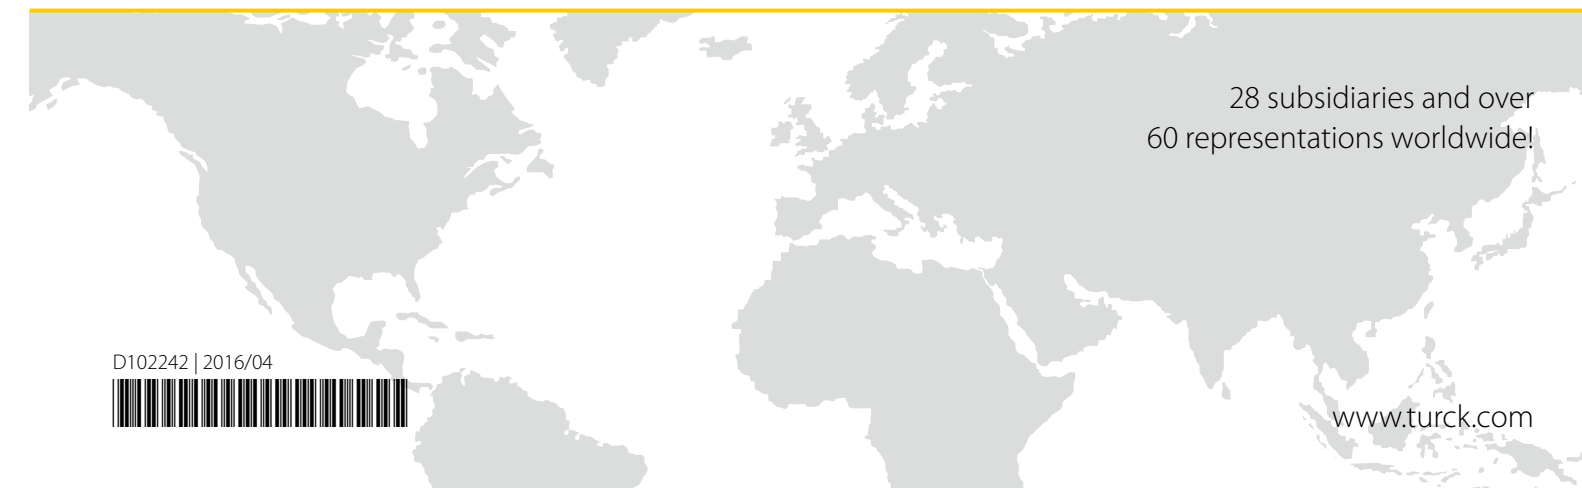 28 subsidiaries and over
60 representations worldwide!
D102242 | 2016/04
www.turck.com